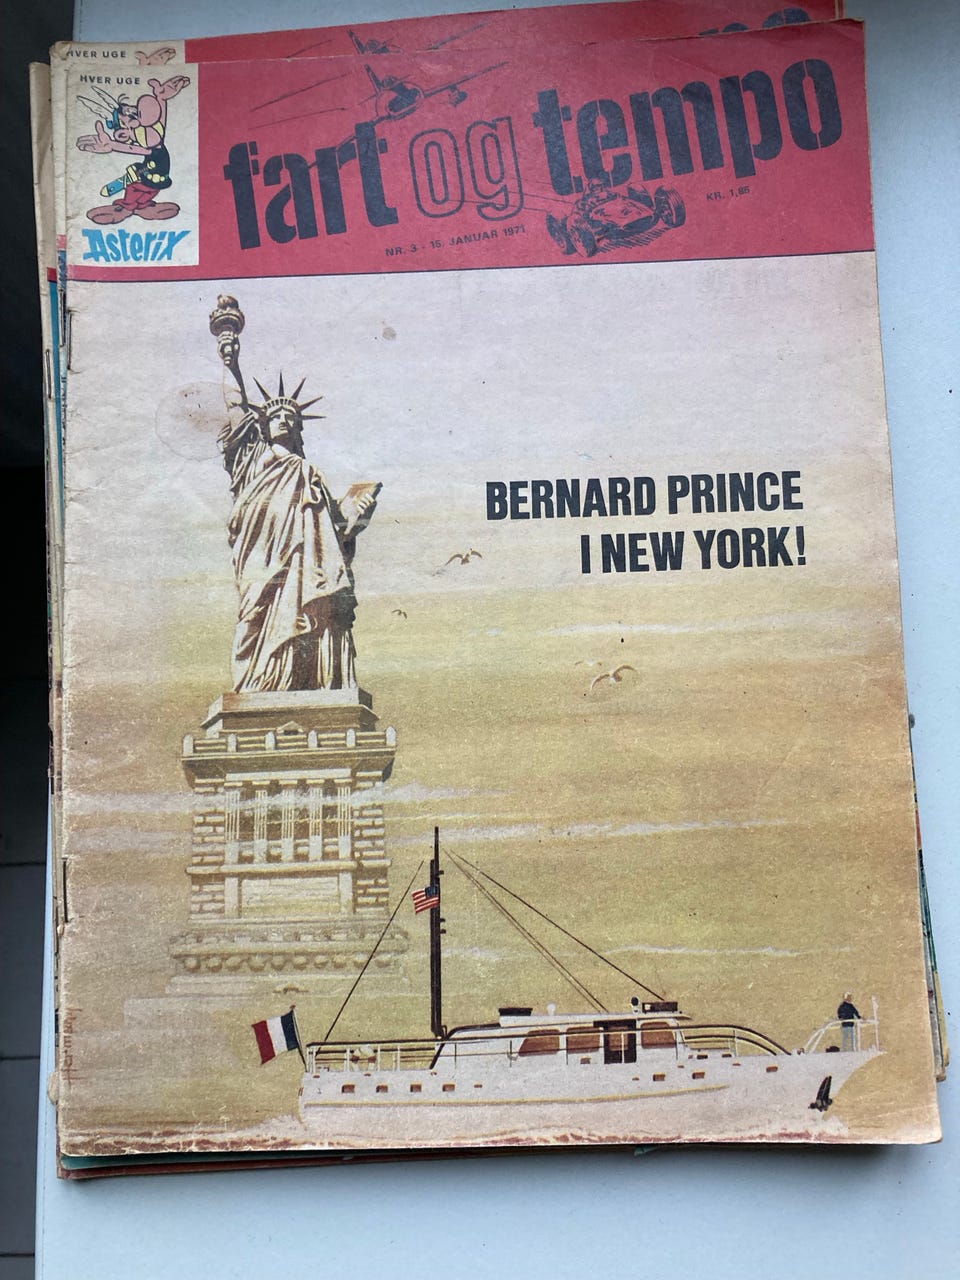 HVER UGE
HVER UGE
Asterix
fart og tempo
NR. 3 - 15. JANUAR 1971
KR. 1,85
BERNARD PRINCE
I NEW YORK!
Hermann